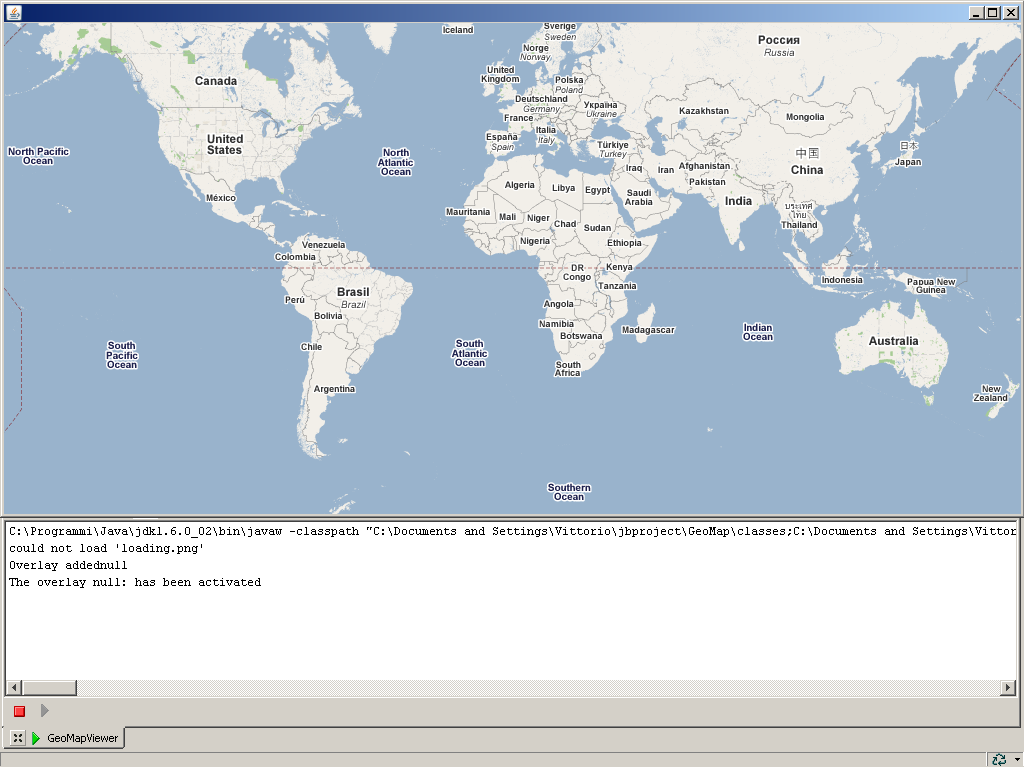 Iceland
Sverige
Sweden
Norge
Norway
Россия
Russia
Canada
United
Kingdom
Polska
Poland
Deutschland
Germany
Україна
Ukraine
Kazakhstan
France
Mongolia
United
States
Italia
Italy
España
Spain
Türkiye
Turkey
日本
Japan
North Pacific
Ocean
North
Atlantic
Ocean
中国
China
Iraq
Iran
Afghanistan
Pakistan
Algeria
Libya
Egypt
Saudi
Arabia
India
México
Mauritania
Mali
Niger
Chad
Sudan
ประเทศ
ไทย
Thailand
Venezuela
Colombia
Nigeria
Ethiopia
DR
Congo
Kenya
Tanzania
Indonesia
Papua New
Guinea
Brasil
Brazil
Perú
Bolivia
Angola
Namibia
Botswana
Madagascar
Indian
Ocean
South
Pacific
Ocean
Chile
South
Atlantic
Ocean
South
Africa
Australia
Argentina
New
Zealand
Southern
Ocean
C:\Programmi\Java\jdk1.6.0_02\bin\javaw -classpath "C:\Documents and Settings\Vittorio\jbproject\GeoMap\classes;C:\Documents and Settings\Vittor
could not load 'loading.png'
Overlay addednull
The overlay null: has been activated
GeoMapViewer